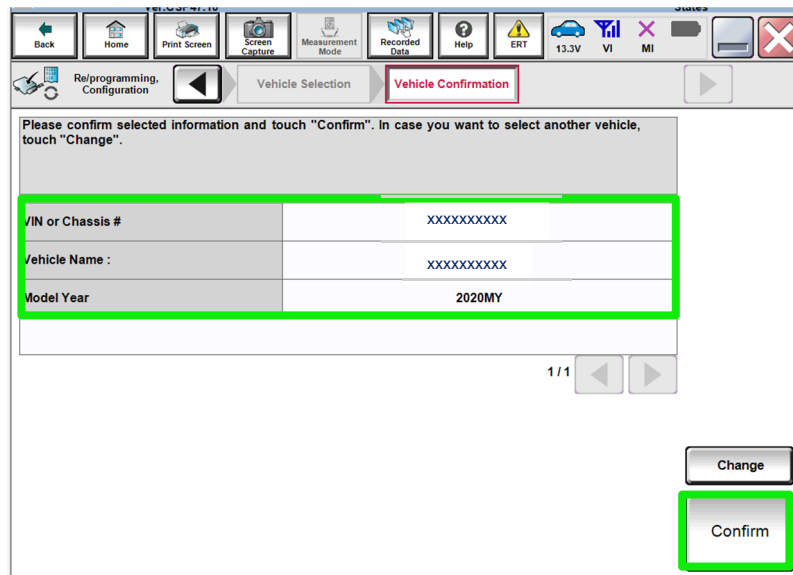 States
Back
Home
Print Screen
Screen
Capture
Measurement
Mode
Recorded
Data
Help
ERT
13.3V
VI
MI
Re/programming,
Configuration
Vehicle Selection
Vehicle Confirmation
Please confirm selected information and to touch "Confirm". In case you want to select another vehicle,
touch "Change".
VIN or Chassis #
XXXXXXXXXX
Vehicle Name :
XXXXXXXXXX
Model Year
2020MY
1/1
Change
Confirm